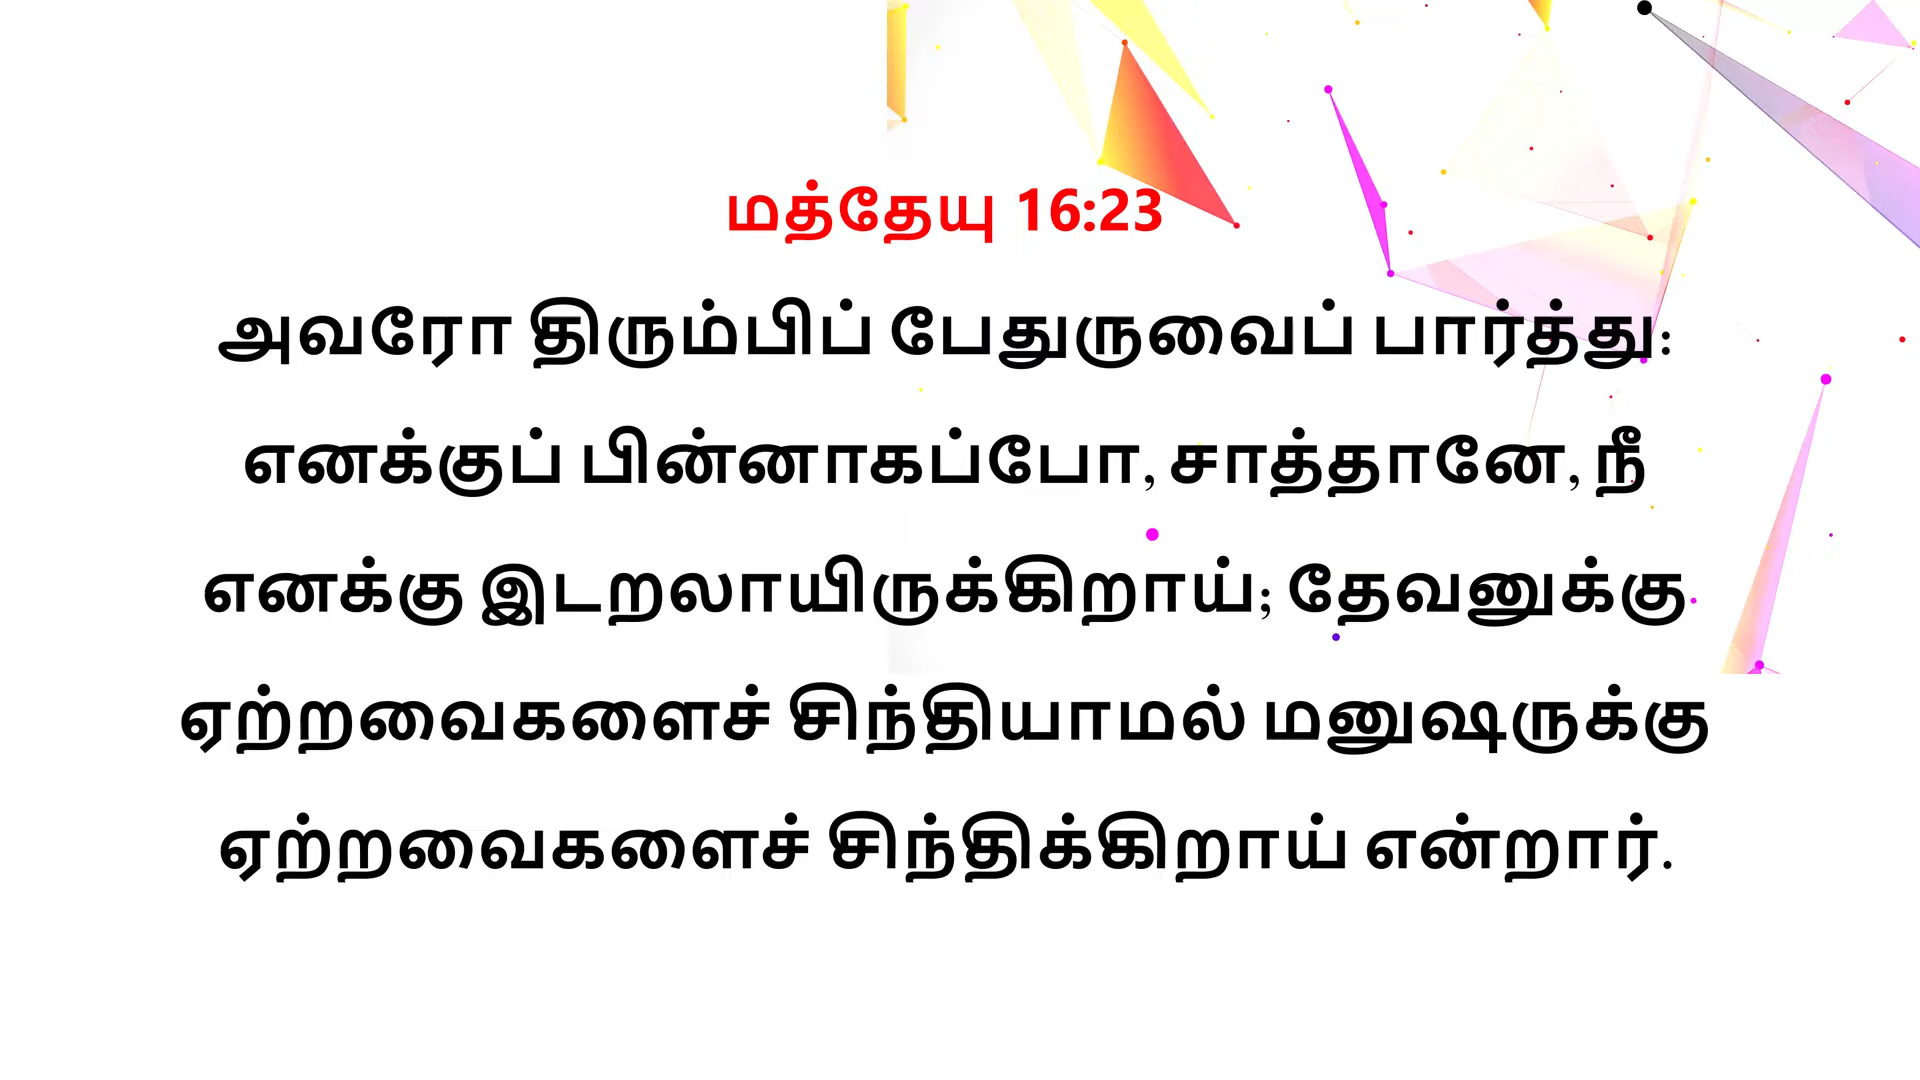 மத்தேயு 16:23
அவரோ திரும்பிப் பேதுருவைப் பார்த்து:
எனக்குப் பின்னாகப்போ, சாத்தானே, நீ
எனக்கு இடறலாயிருக்கிறாய்; தேவனுக்கு
ஏற்றவைகளைச் சிந்தியாமல் மனுஷருக்கு
ஏற்றவைகளைச் சிந்திக்கிறாய் என்றார்.